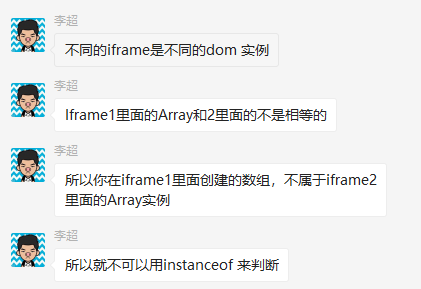 李超
不同的iframe是不同的dom 实例
李超
Iframe1里面的Array和2里面的不是相等的
李超
所以你在iframe1里面创建的数组，不属于iframe2
里面的Array实例
李超
所以就不可以用instanceof 来判断